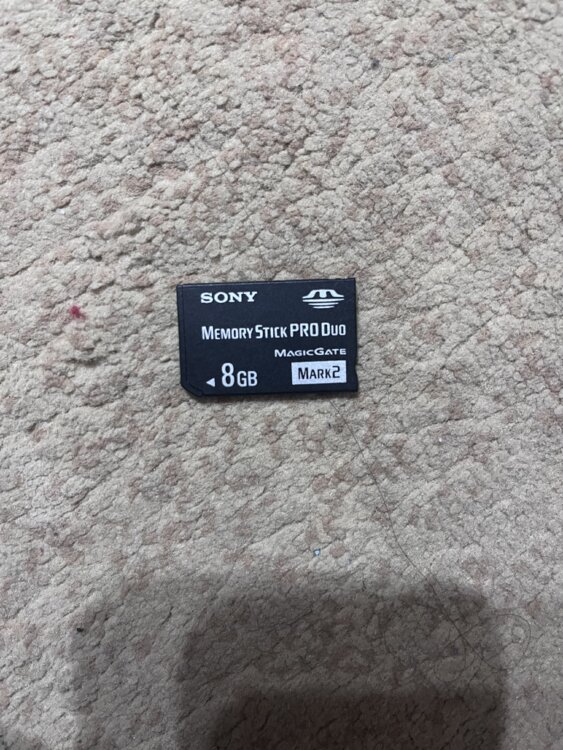 SONY
MEMORY STICK PRO DUO
MAGICGATE
8GB MARK2